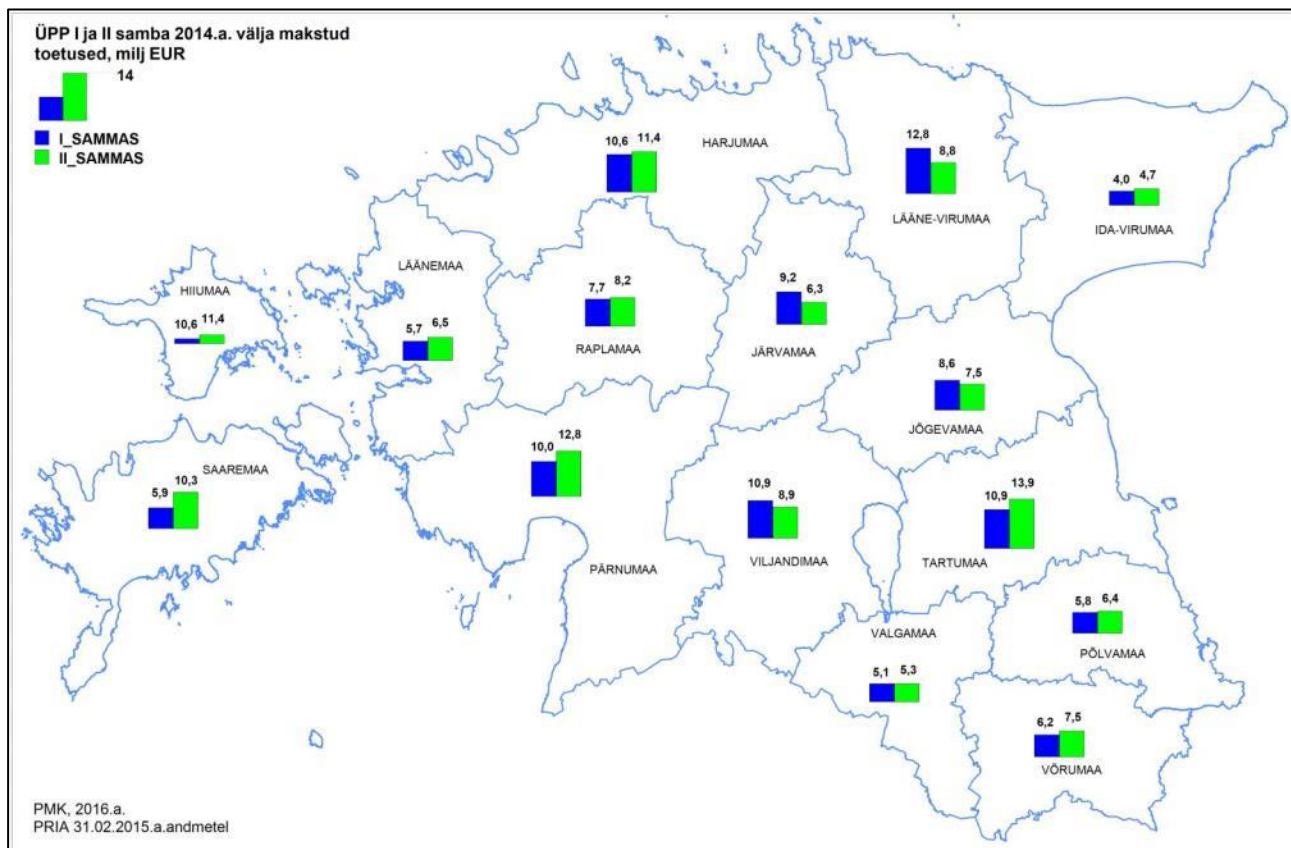 ÜPP I ja II samba 2014.a. välja makstud
toetused, milj EUR
14
I_SAMMAS
II_SAMMAS
10,6 11,4
HARJUMAA
12,8
8,8
LÄÄNE-VIRUMAA
4,0 4,7
IDA-VIRUMAA
HIIUMAA
10,6 11,4
LÄÄNEMAA
5,7 6,5
7,7 8,2
RAPLAMAA
9,2
6,3
JÄRVAMAA
8,6
7,5
JÕGEVAMAA
SAAREMAA
5,9 10,3
10,0 12,8
PÄRNUMAA
10,9
8,9
VILJANDIMAA
10,9 13,9
TARTUMAA
5,8 6,4
PÕLVAMAA
VALGAMAA
5,1 5,3
6,2 7,5
VÕRUMAA
PMK, 2016.a.
PRIA 31.02.2015.a.andmetel